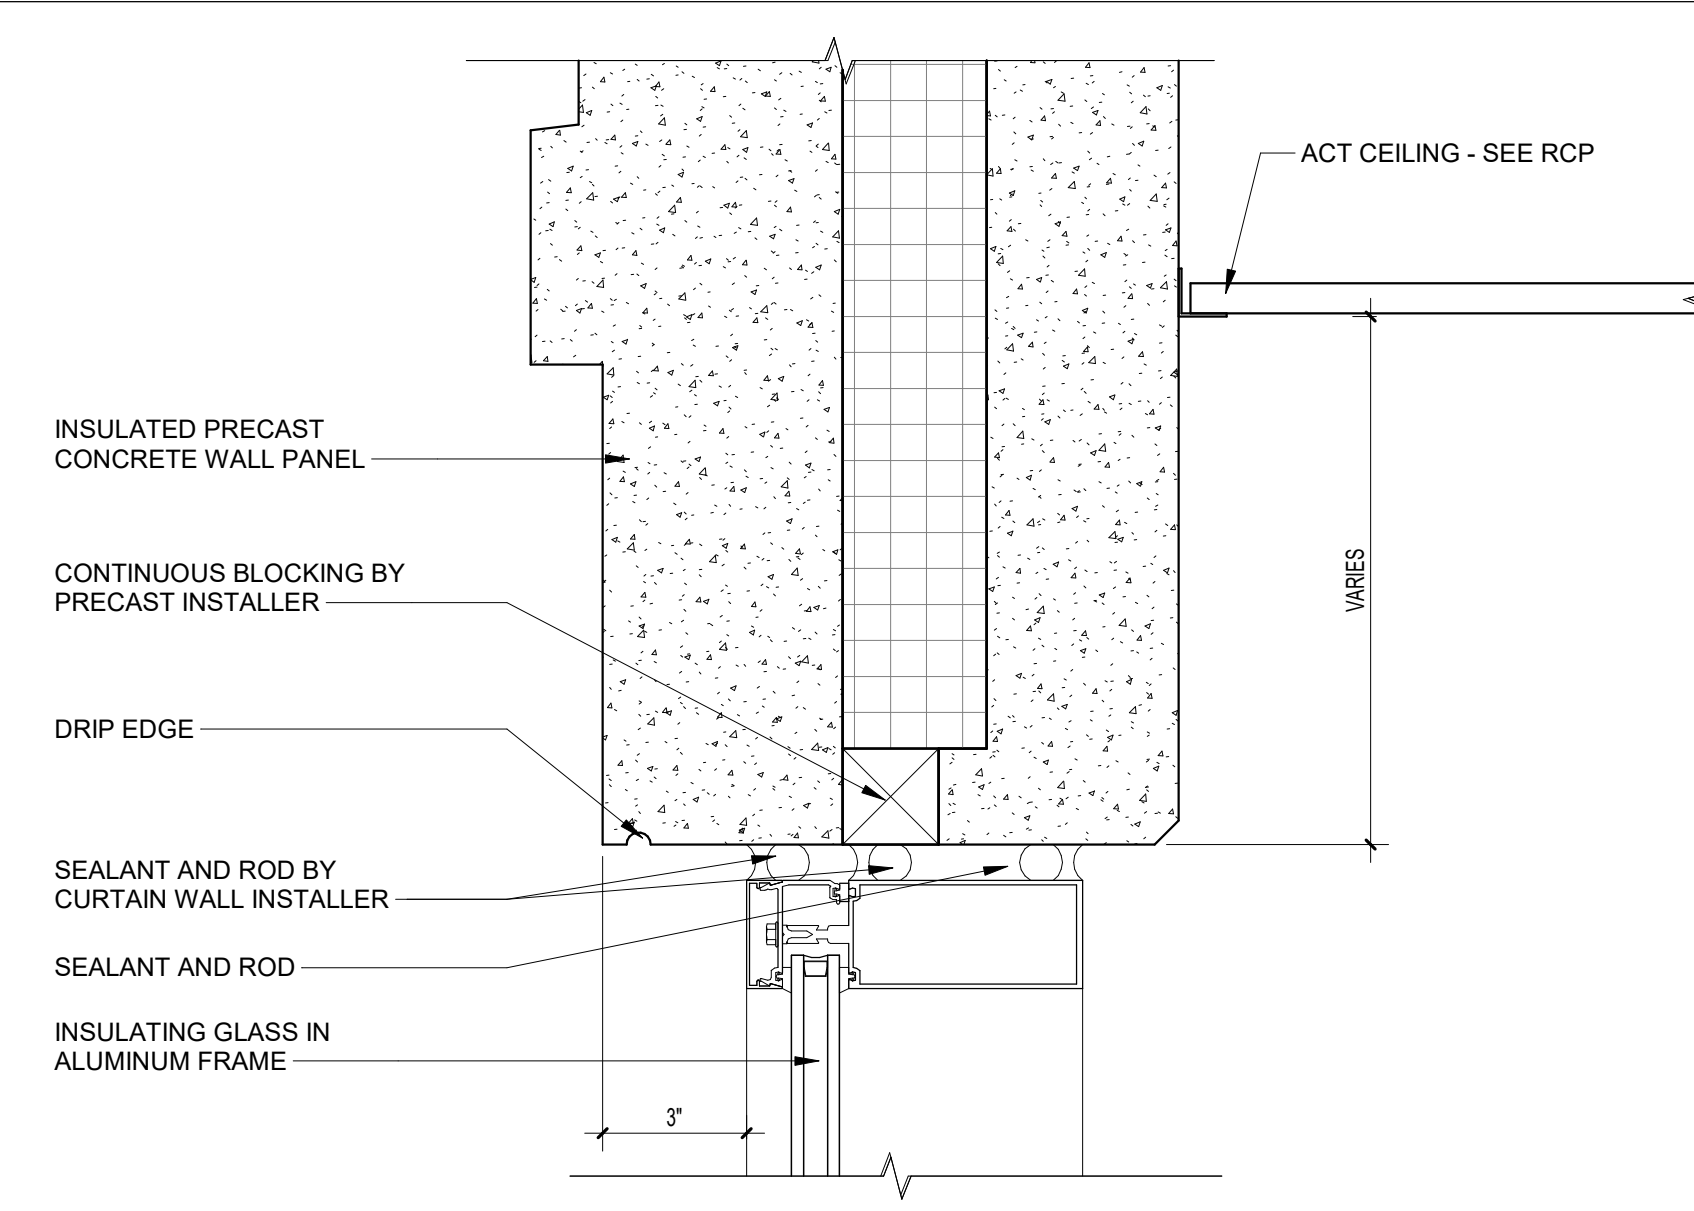 ACT CEILING - SEE RCP
INSULATED PRECAST
CONCRETE WALL PANEL
CONTINUOUS BLOCKING BY
PRECAST INSTALLER
VARIES
DRIP EDGE
SEALANT AND ROD BY
CURTAIN WALL INSTALLER
SEALANT AND ROD
INSULATING GLASS IN
ALUMINUM FRAME
3"